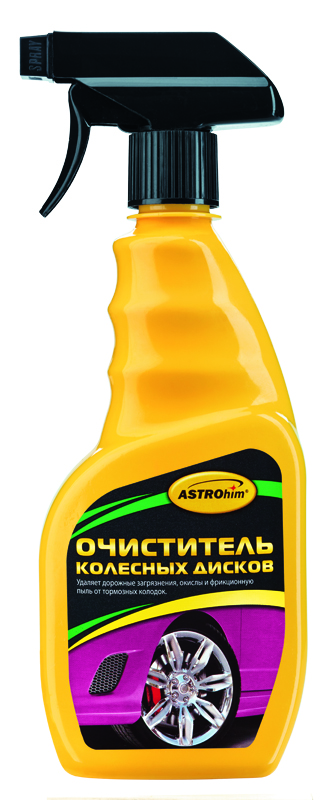 SPRAY
ASTROhim®
ОЧИСТИТЕЛЬ
КОЛЕСНЫХ ДИСКОВ
Удаляет дорожные загрязнения, окислы и фрикционную
пыль от тормозных колодок.